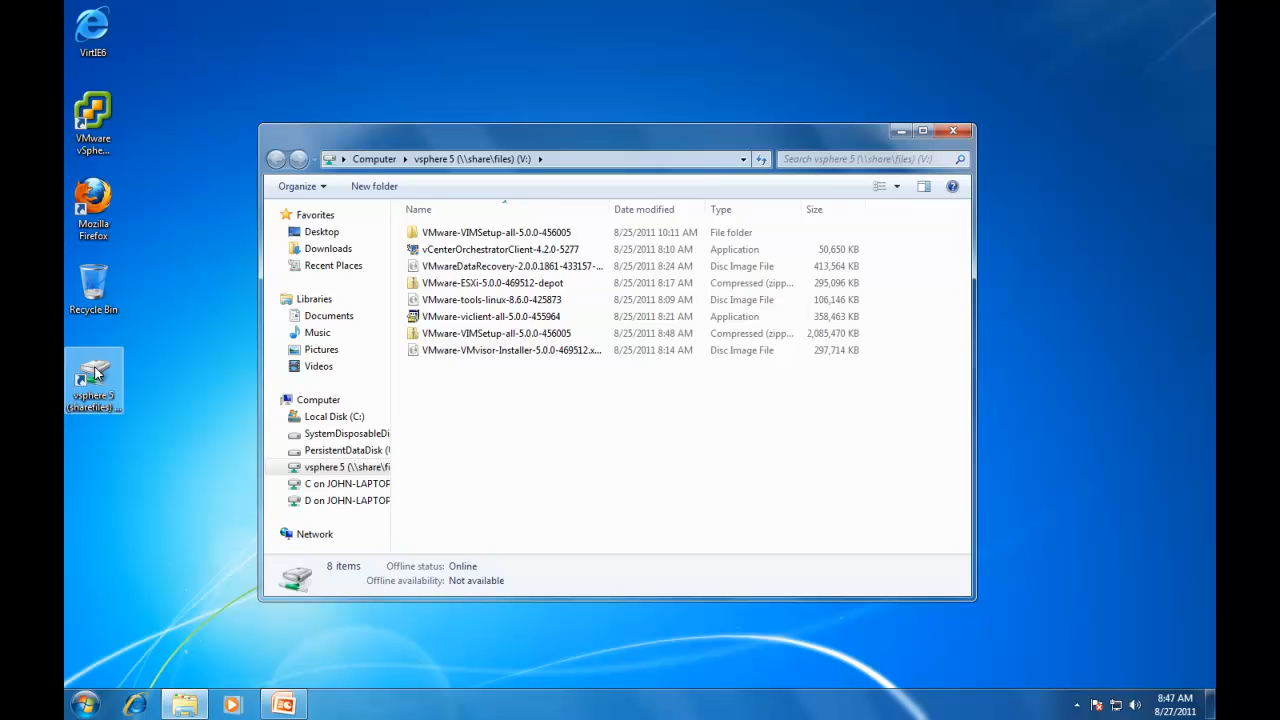 VirtIE6
VMware
vSphe...
Mozilla
Firefox
Recycle Bin
vsphere 5
(sharefiles) ...
Computer vsphere 5 (\\share\files) (V:)
Search vsphere 5 (\\share\files) (V:)
Organize New folder
Favorites
Desktop
Downloads
Recent Places
Libraries
Documents
Music
Pictures
Videos
Computer
Local Disk (C:)
SystemDisposableDi
PersistentDataDisk (
vsphere 5 (\\share\fi
C on JOHN-LAPTOP
D on JOHN-LAPTOP
Network
Name Date modified Type Size
VMware-VIMSetup-all-5.0.0-456005 8/25/2011 10:11 AM File folder
vCenterOrchestratorClient-4.2.0-5277 8/25/2011 8:10 AM Application 50,650 KB
VMwareDataRecovery-2.0.0.1861-433157-... 8/25/2011 8:24 AM Disc Image File 413,564 KB
VMware-ESXi-5.0.0-469512-depot 8/25/2011 8:17 AM Compressed (zipp... 295,096 KB
VMware-tools-linux-8.6.0-425873 8/25/2011 8:09 AM Disc Image File 106,146 KB
VMware-viclient-all-5.0.0-455964 8/25/2011 8:21 AM Application 358,463 KB
VMware-VIMSetup-all-5.0.0-456005 8/25/2011 8:48 AM Compressed (zipp... 2,085,470 KB
VMware-VMvisor-Installer-5.0.0-469512.x... 8/25/2011 8:14 AM Disc Image File 297,714 KB
8 items Offline status: Online
Offline availability: Not available
8:47 AM
8/27/2011